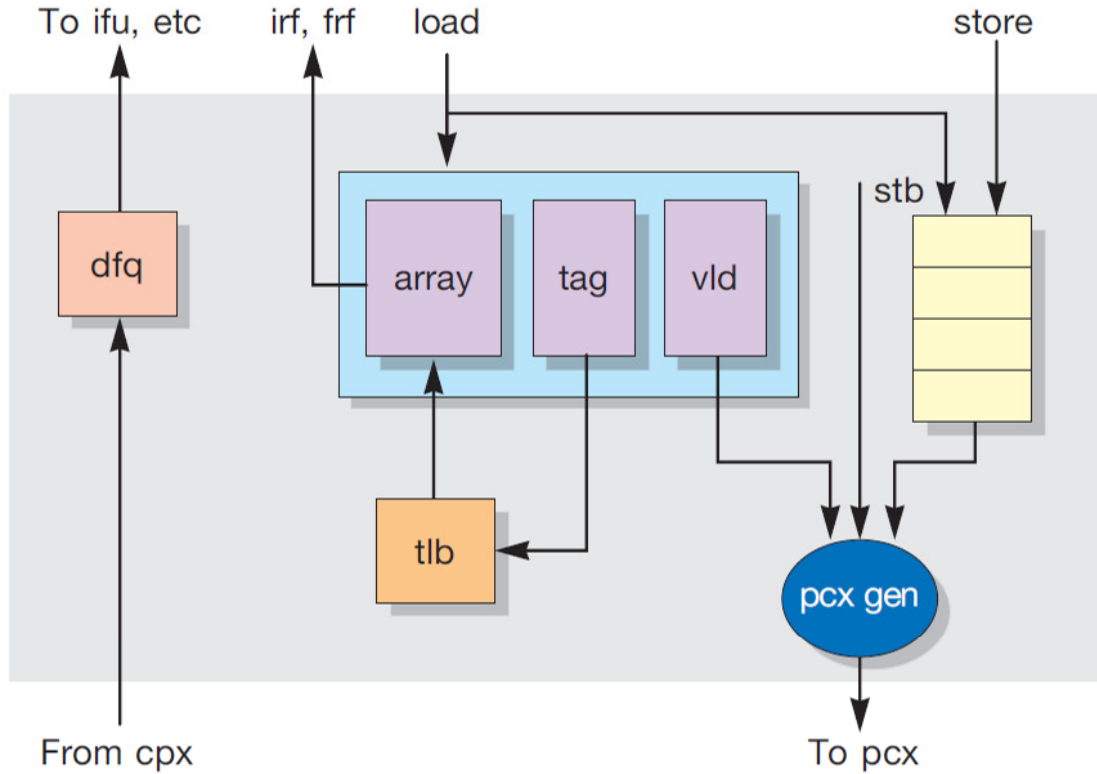 To ifu, etc
irf, frf
load
store
stb
dfq
array
tag
vld
tlb
pcx gen
From cpx
To pcx